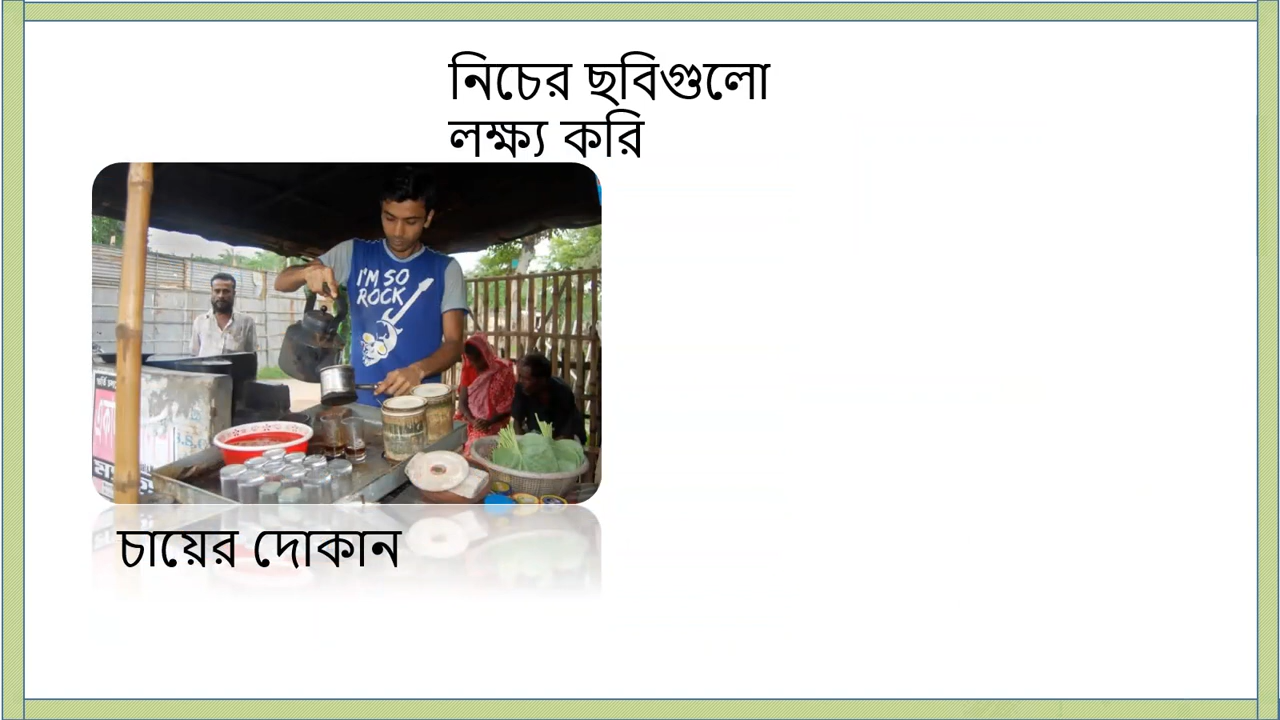 নিচের ছবিগুলো
লক্ষ্য করি
I'M SO
ROCK
চায়ের দোকান